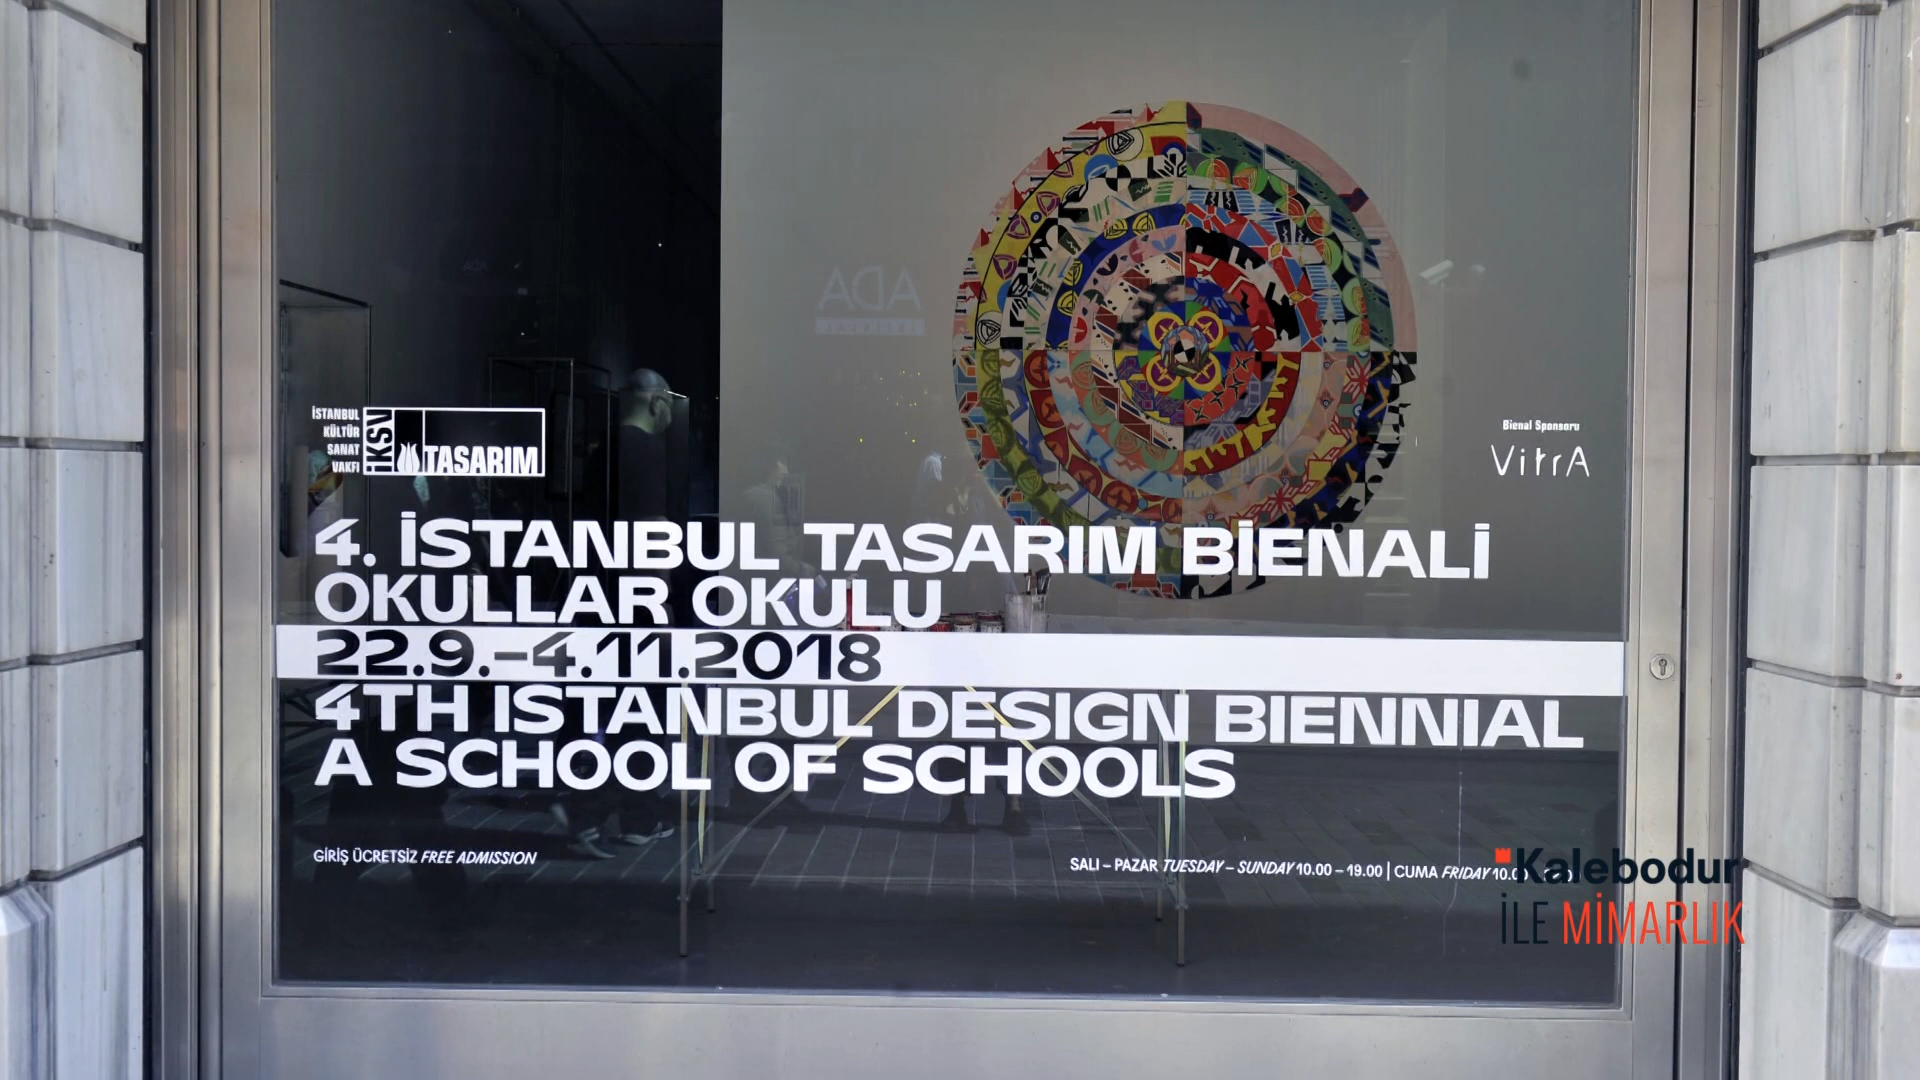 İSTANBUL
KÜLTÜR
SANAT
VAKFI
İKSV
TASARIM
ADA
Bienal Sponsoru
VitrA
4. İSTANBUL TASARIM BİENALİ
OKULLAR OKULU
22.9.–4.11.2018
4TH ISTANBUL DESIGN BIENNIAL
A SCHOOL OF SCHOOLS
GİRİŞ ÜCRETSİZ FREE ADMISSION
SALI – PAZAR TUESDAY – SUNDAY 10.00 – 19.00 | CUMA FRIDAY
Kalebodur
İLE MİMARLIK